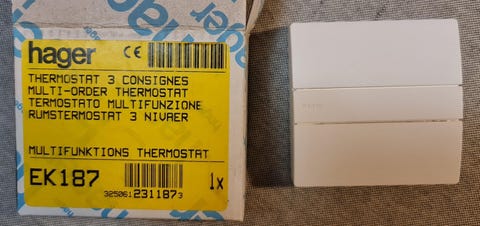 hager
CE
THERMOSTAT 3 CONSIGNES
MULTI-ORDER THERMOSTAT
TERMOSTATO MULTIFUNZIONE
RUMSTERMOSTAT 3 NIVAER
MULTIFUNKTIONS THERMOSTAT
EK187
1x
3250612311873